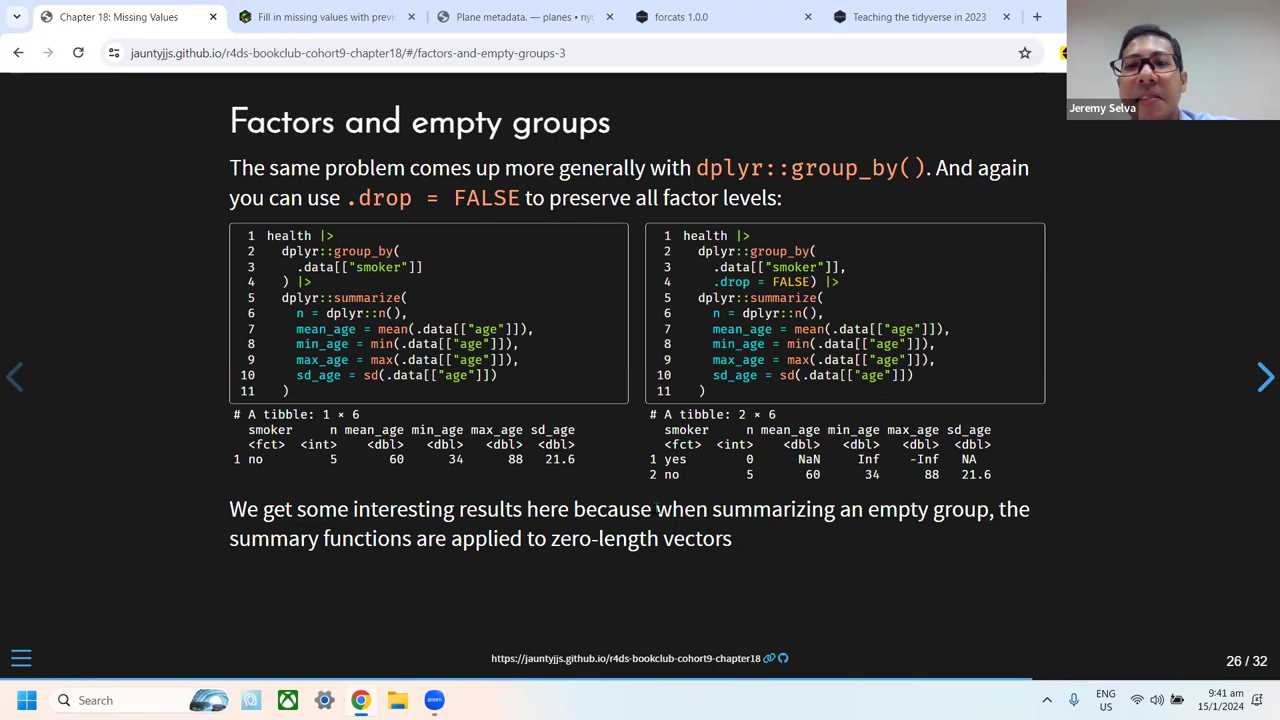 Chapter 18: Missing Values
Fill in missing values with previ
Plane metadata. — planes • nyc
forcats 1.0.0
Teaching the tidyverse in 2023
jauntyjjs.github.io/r4ds-bookclub-cohort9-chapter18/#/factors-and-empty-groups-3
Jeremy Selva
Factors and empty groups
The same problem comes up more generally with dplyr::group_by(). And again
you can use .drop = FALSE to preserve all factor levels:
1 health |>
2 dplyr::group_by(
3 .data[["smoker"]]
4 ) |>
5 dplyr::summarize(
6 n = dplyr::n(),
7 mean_age = mean(.data[["age"]]),
8 min_age = min(.data[["age"]]),
9 max_age = max(.data[["age"]]),
10 sd_age = sd(.data[["age"]])
11 )
# A tibble: 1 × 6
smoker n mean_age min_age max_age sd_age
<fct> <int> <dbl> <dbl> <dbl> <dbl>
1 no 5 60 34 88 21.6
1 health |>
2 dplyr::group_by(
3 .data[["smoker"]],
4 .drop = FALSE) |>
5 dplyr::summarize(
6 n = dplyr::n(),
7 mean_age = mean(.data[["age"]]),
8 min_age = min(.data[["age"]]),
9 max_age = max(.data[["age"]]),
10 sd_age = sd(.data[["age"]])
11 )
# A tibble: 2 × 6
smoker n mean_age min_age max_age sd_age
<fct> <int> <dbl> <dbl> <dbl> <dbl>
1 yes 0 NaN Inf -Inf NA
2 no 5 60 34 88 21.6
We get some interesting results here because when summarizing an empty group, the
summary functions are applied to zero-length vectors
https://jauntyjjs.github.io/r4ds-bookclub-cohort9-chapter18
26 / 32
Search
zoom
ENG
US
9:41 am
15/1/2024